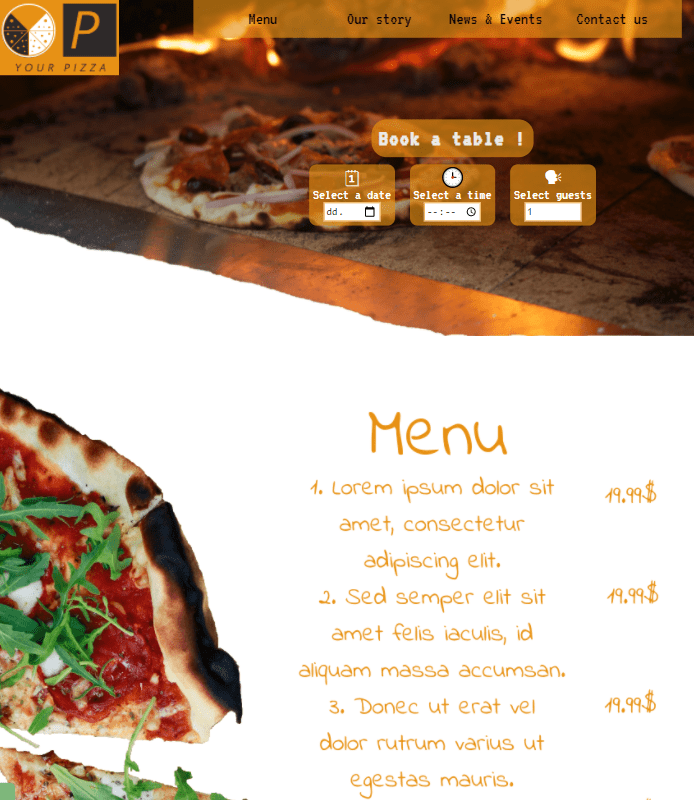 P
YOUR PIZZA
Menu Our story News & Events Contact us
Book a table !
1
Select a date Select a time Select guests
dd. --:-- 1
Menu
1. Lorem ipsum dolor sit
amet, consectetur
adipiscing elit.
19.99$
2. Sed semper elit sit
amet felis iaculis, id
aliquam massa accumsan.
19.99$
3. Donec ut erat vel
dolor rutrum varius ut
egestas mauris.
19.99$